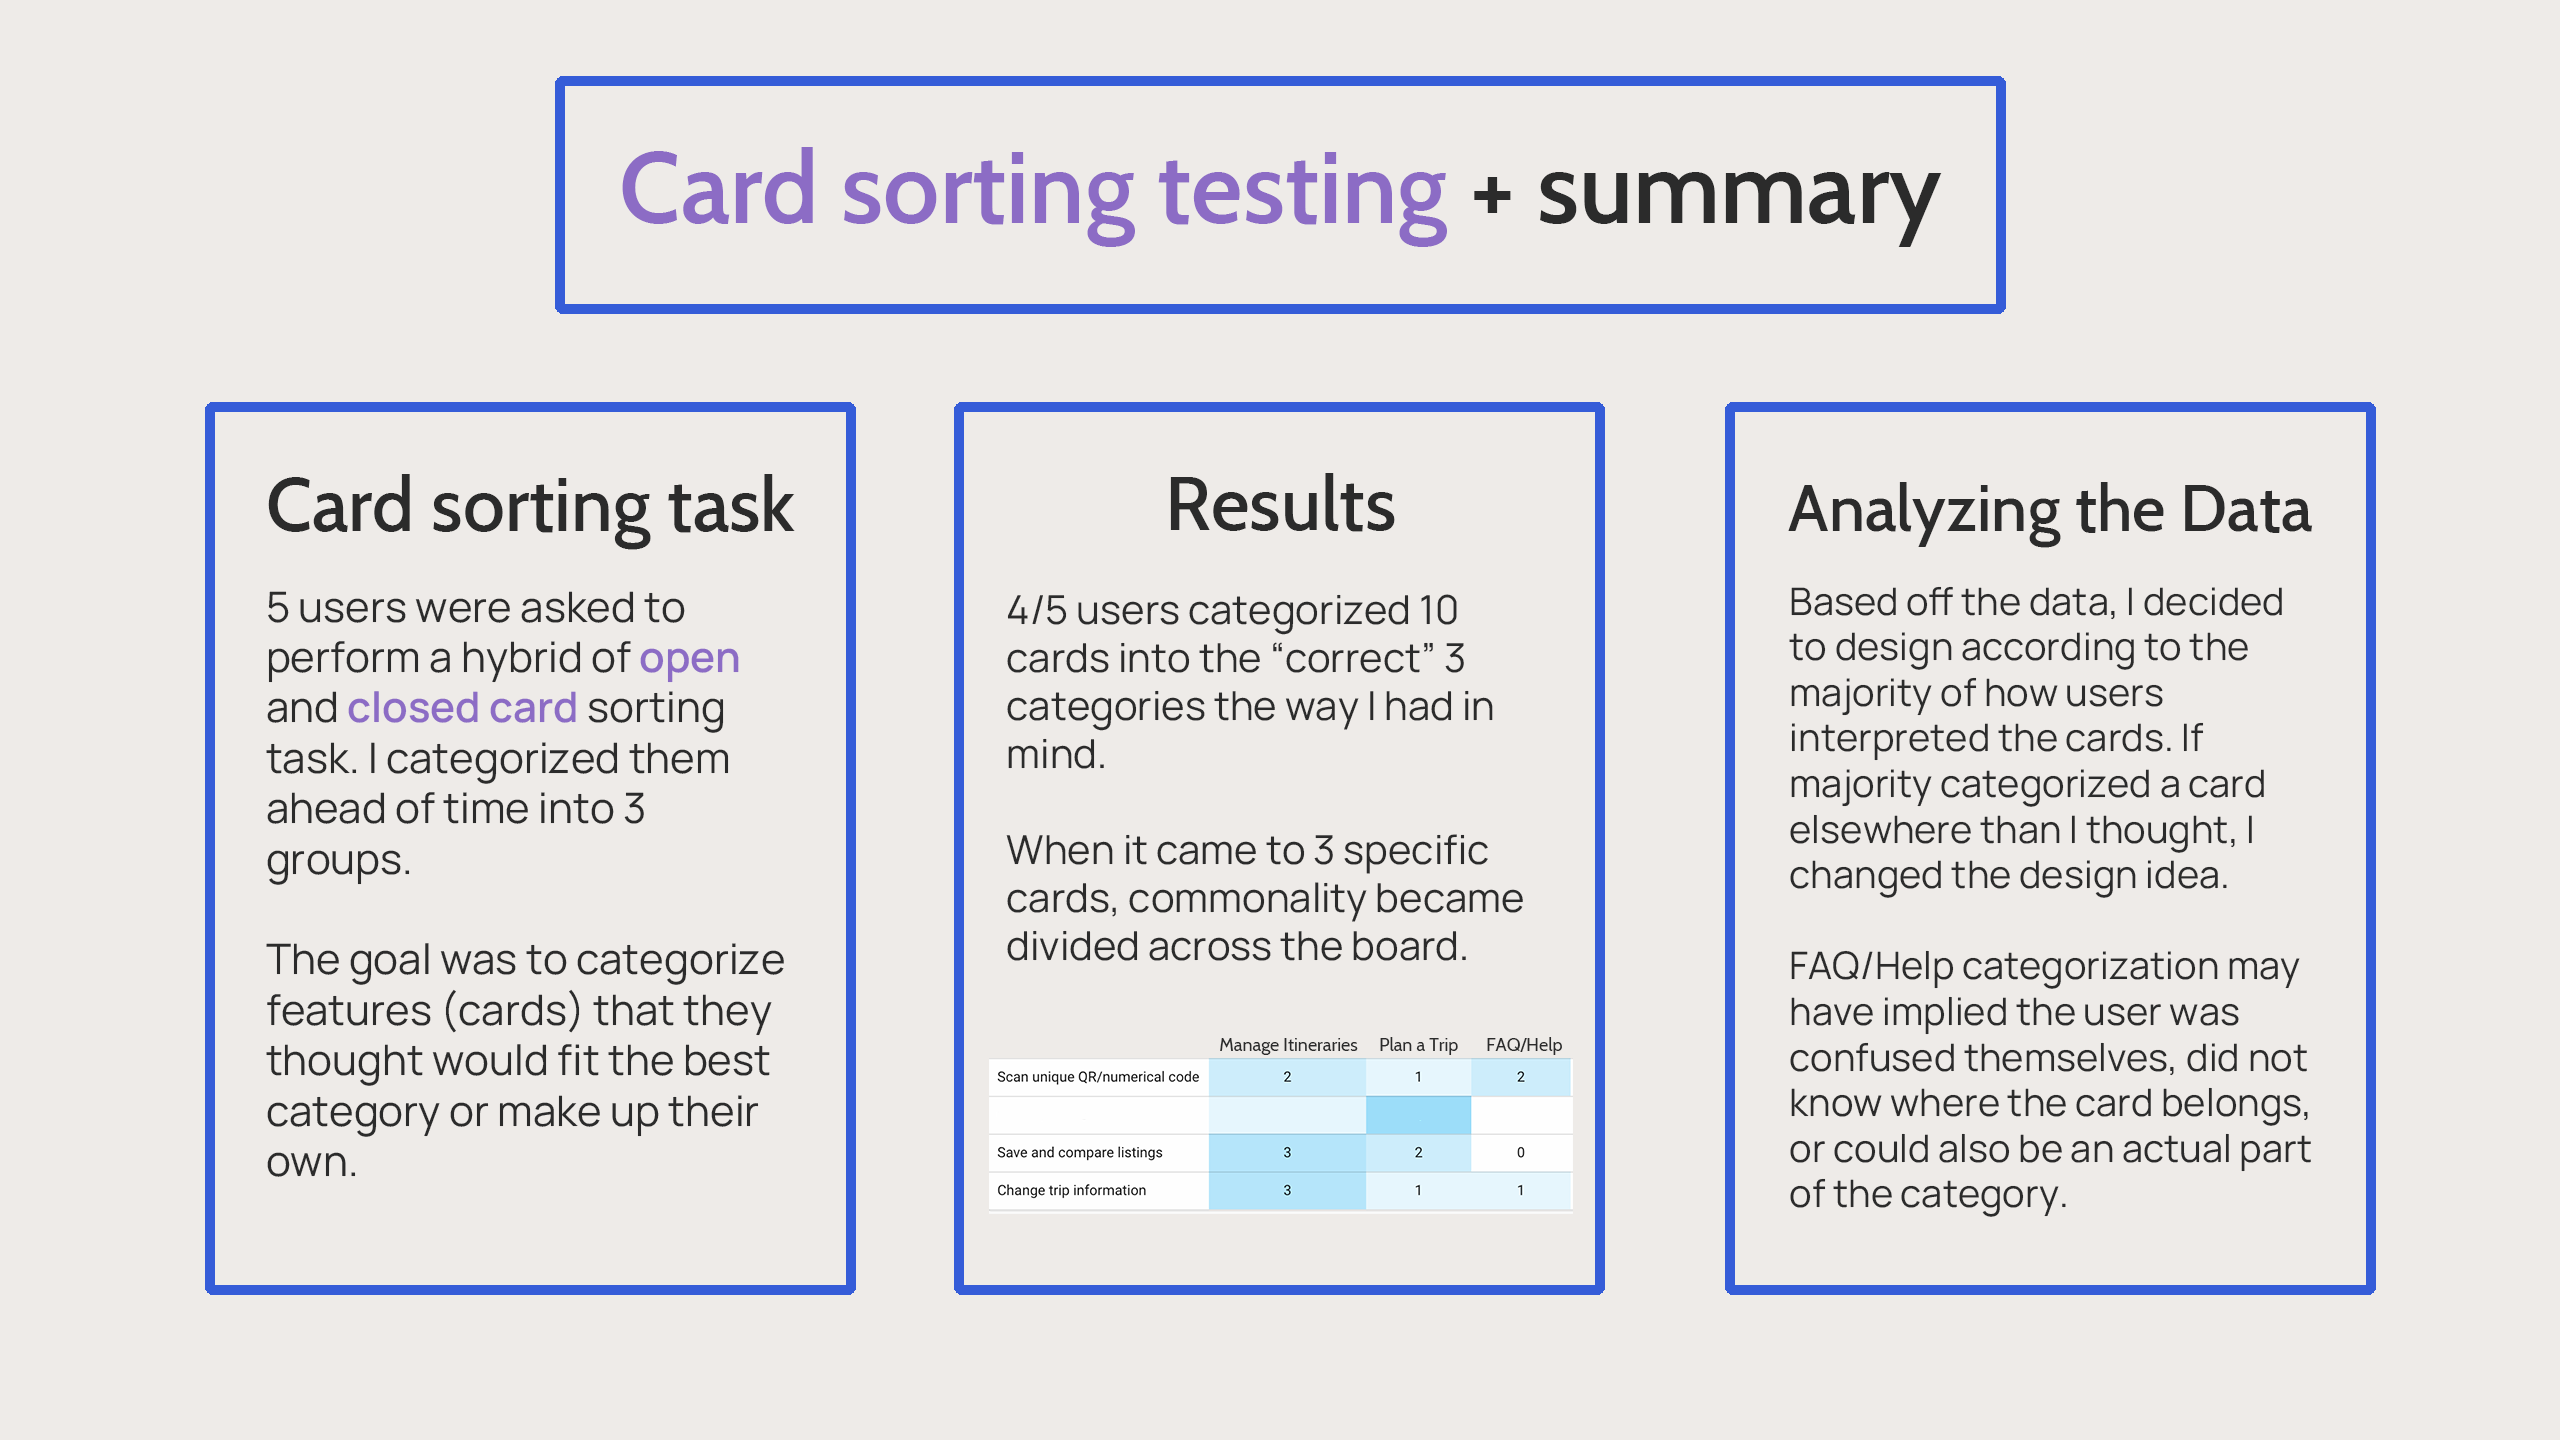 Card sorting testing + summary
Card sorting task
5 users were asked to
perform a hybrid of open
and closed card sorting
task. I categorized them
ahead of time into 3
groups.
The goal was to categorize
features (cards) that they
thought would fit the best
category or make up their
own.
Results
4/5 users categorized 10
cards into the “correct” 3
categories the way I had in
mind.
When it came to 3 specific
cards, commonality became
divided across the board.
Manage Itineraries Plan a Trip FAQ/Help
Scan unique QR/numerical code 2 1 2
Save and compare listings 3 2 0
Change trip information 3 1 1
Analyzing the Data
Based off the data, I decided
to design according to the
majority of how users
interpreted the cards. If
majority categorized a card
elsewhere than I thought, I
changed the design idea.
FAQ/Help categorization may
have implied the user was
confused themselves, did not
know where the card belongs,
or could also be an actual part
of the category.